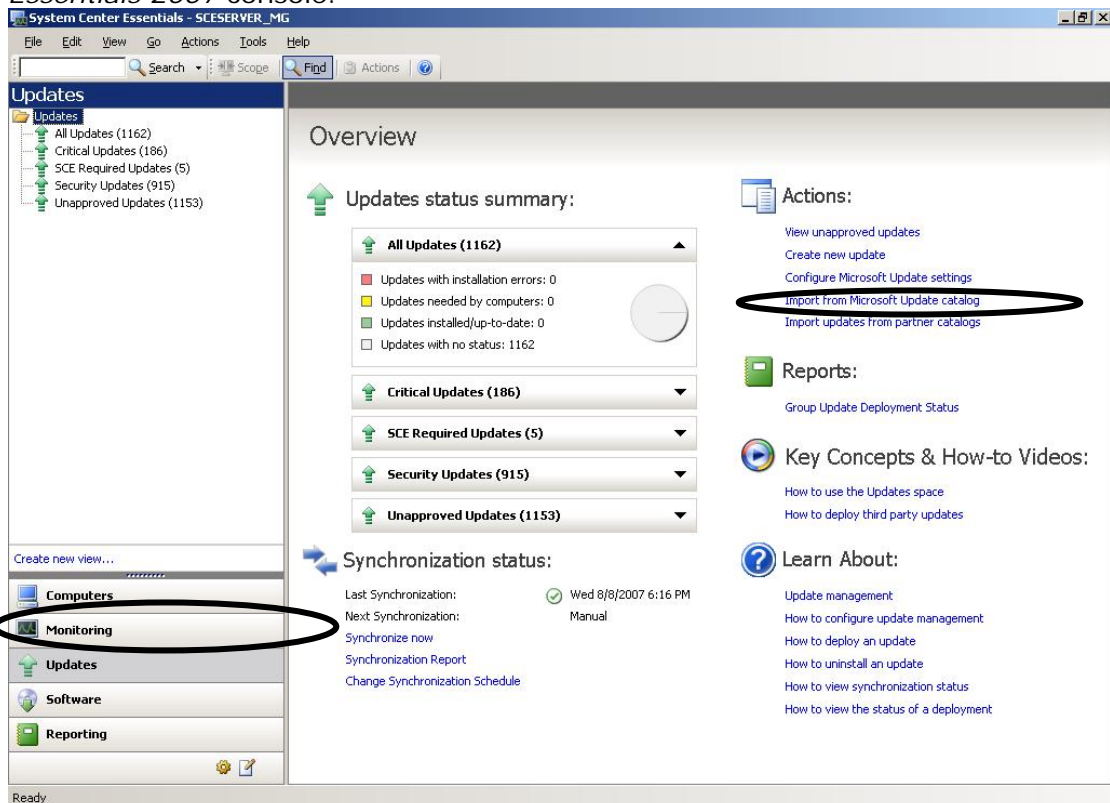 Essentials 2007 console.
System Center Essentials - SCESERVER_MG
File Edit View Go Actions Tools Help
Search Scope Find Actions
Updates
Updates
All Updates (1162)
Critical Updates (186)
SCE Required Updates (5)
Security Updates (915)
Unapproved Updates (1153)
Create new view...
Computers
Monitoring
Updates
Software
Reporting
Overview
Updates status summary:
All Updates (1162)
Updates with installation errors: 0
Updates needed by computers: 0
Updates installed/up-to-date: 0
Updates with no status: 1162
Critical Updates (186)
SCE Required Updates (5)
Security Updates (915)
Unapproved Updates (1153)
Synchronization status:
Last Synchronization: Wed 8/8/2007 6:16 PM
Next Synchronization: Manual
Synchronize now
Synchronization Report
Change Synchronization Schedule
Actions:
View unapproved updates
Create new update
Configure Microsoft Update settings
Import from Microsoft Update catalog
Import updates from partner catalogs
Reports:
Group Update Deployment Status
Key Concepts & How-to Videos:
How to use the Updates space
How to deploy third party updates
Learn About:
Update management
How to configure update management
How to deploy an update
How to uninstall an update
How to view synchronization status
How to view the status of a deployment
Ready